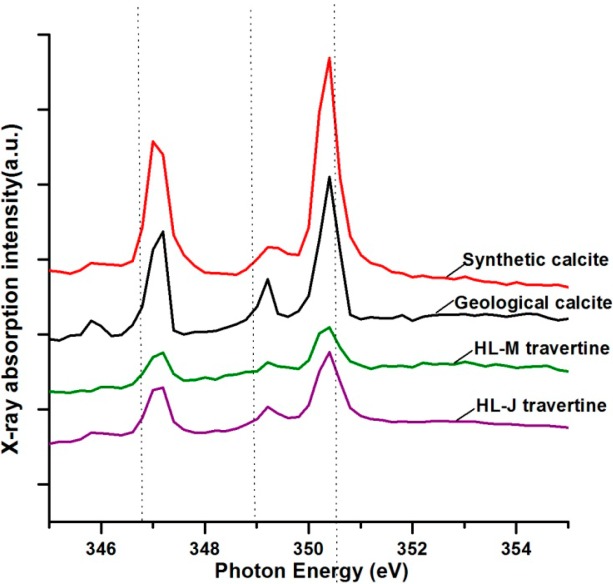 X-ray absorption intensity(a.u.)
Synthetic calcite
Geological calcite
HL-M travertine
HL-J travertine
346 348 350 352 354
Photon Energy (eV)